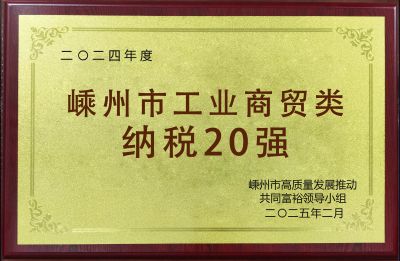 二〇二四年度
嵊州市工业商贸类
纳税20强
嵊州市高质量发展推动
共同富裕领导小组
二〇二五年二月